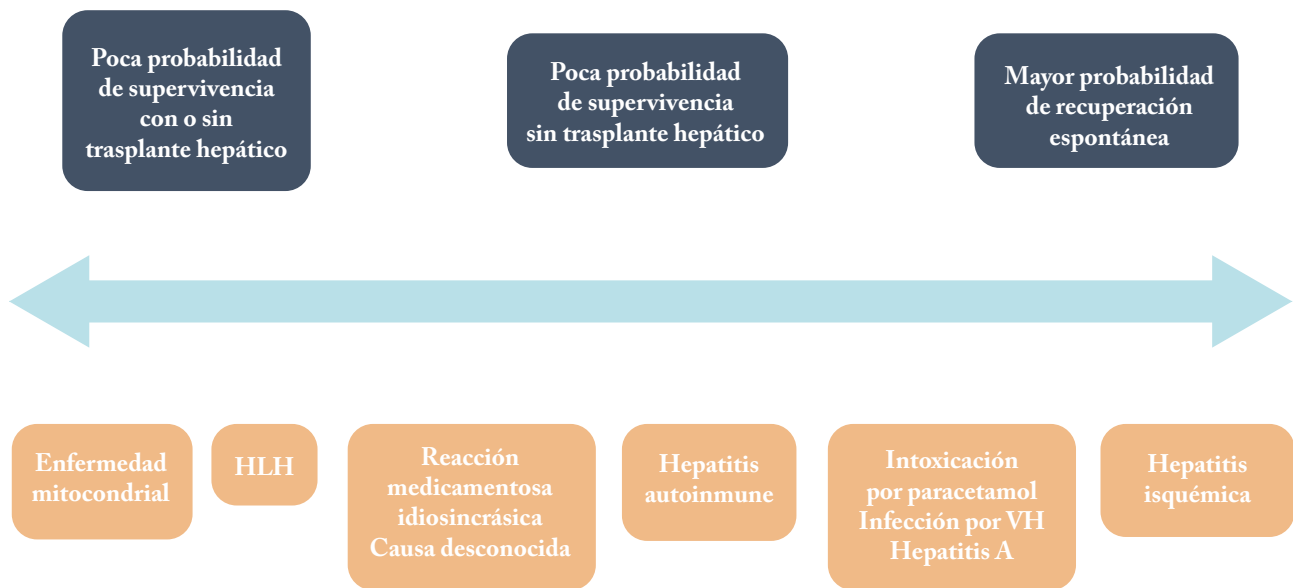 Poca probabilidad
de supervivencia
con o sin
trasplante hepático
Poca probabilidad
de supervivencia
sin trasplante hepático
Mayor probabilidad
de recuperación
espontánea
Enfermedad
mitocondrial
HLH
Reacción
medicamentosa
idiosincrásica
Causa desconocida
Hepatitis
autoinmune
Intoxicación
por paracetamol
Infección por VH
Hepatitis A
Hepatitis
isquémica